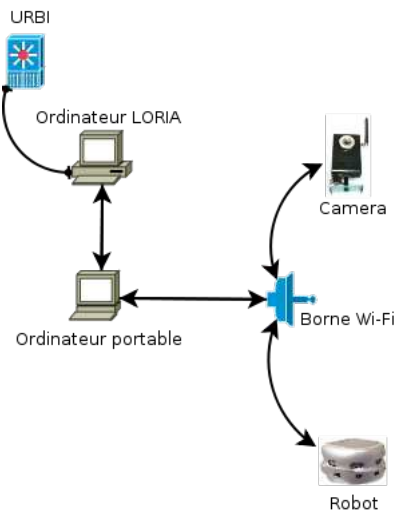 URBI
Ordinateur LORIA
Camera
Borne Wi-Fi
Ordinateur portable
Robot